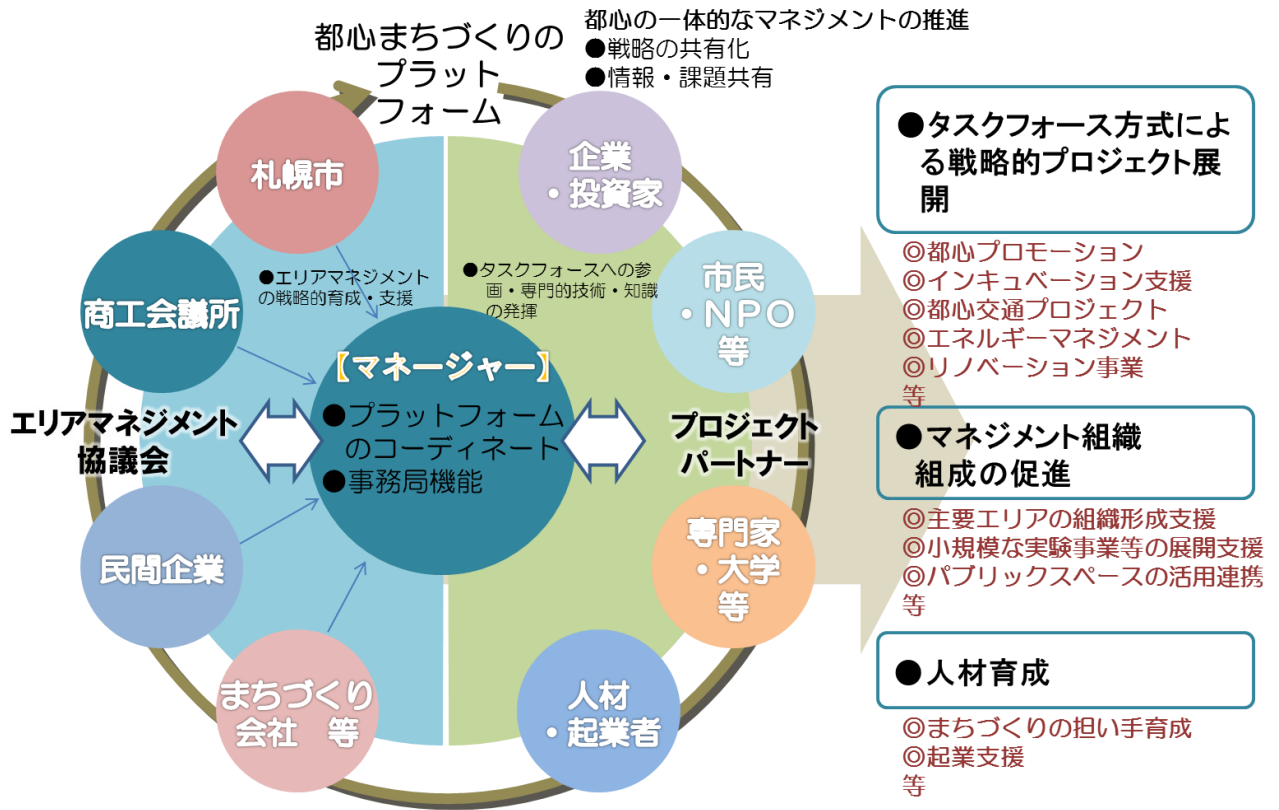 都心まちづくりの
プラット
フォーム
都心の一体的なマネジメントの推進
●戦略の共有化
●情報・課題共有
札幌市
商工会議所
民間企業
まちづくり
会社　等
企業
・投資家
市民
・ＮＰＯ
等
専門家
・大学
等
人材
・起業者
●エリアマネジメント
の戦略的育成・支援
●タスクフォースへの参
画・専門的技術・知識
の発揮
【マネージャー】
●プラットフォーム
のコーディネート
●事務局機能
エリアマネジメント
協議会
プロジェクト
パートナー
●タスクフォース方式によ
る戦略的プロジェクト展
開
◎都心プロモーション
◎インキュベーション支援
◎都心交通プロジェクト
◎エネルギーマネジメント
◎リノベーション事業
等
●マネジメント組織
組成の促進
◎主要エリアの組織形成支援
◎小規模な実験事業等の展開支援
◎パブリックスペースの活用連携
等
●人材育成
◎まちづくりの担い手育成
◎起業支援
等